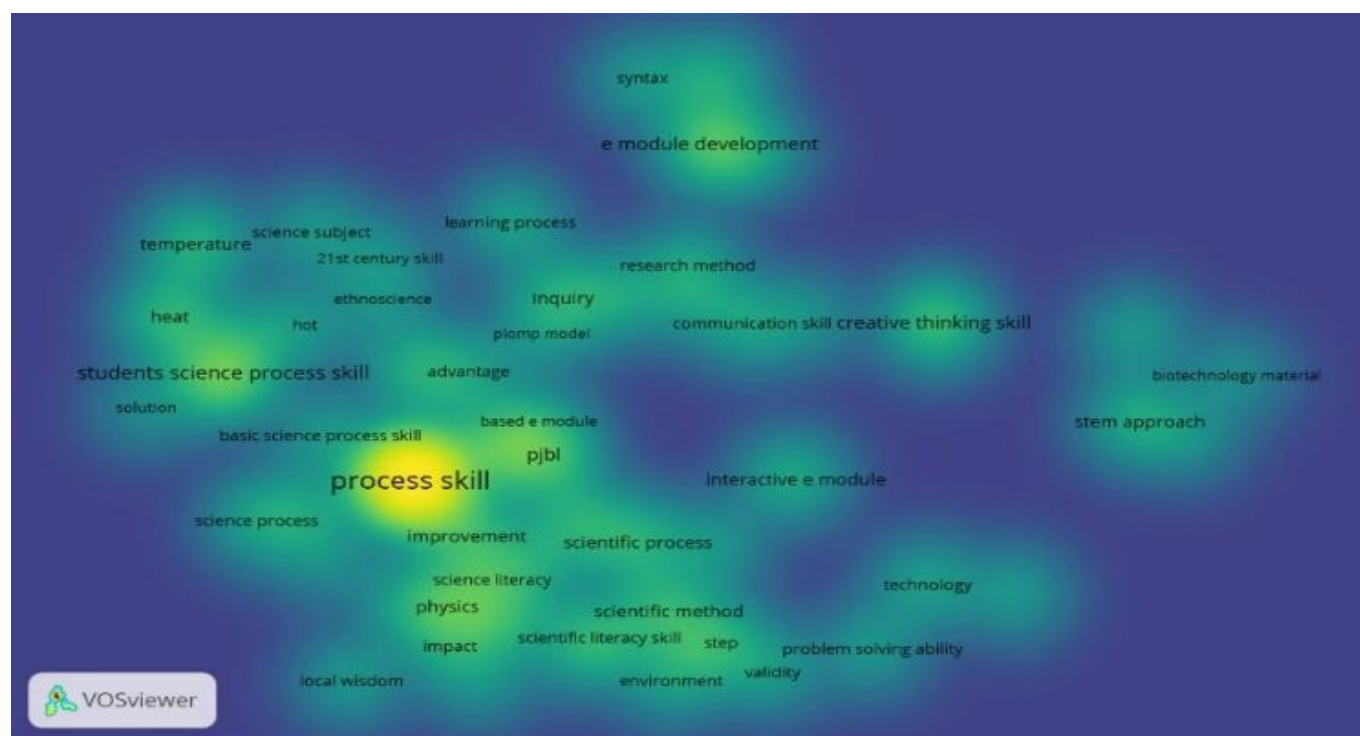 syntax
e module development
learning process
science subject
temperature
21st century skill
research method
ethnoscience
inquiry
heat
hot
plomp model
communication skill
creative thinking skill
students science process skill
advantage
biotechnology material
solution
based e module
stem approach
basic science process skill
pjbl
process skill
interactive e module
science process
improvement
scientific process
science literacy
technology
physics
scientific method
impact
scientific literacy skill
step
problem solving ability
validity
local wisdom
environment
VOSviewer